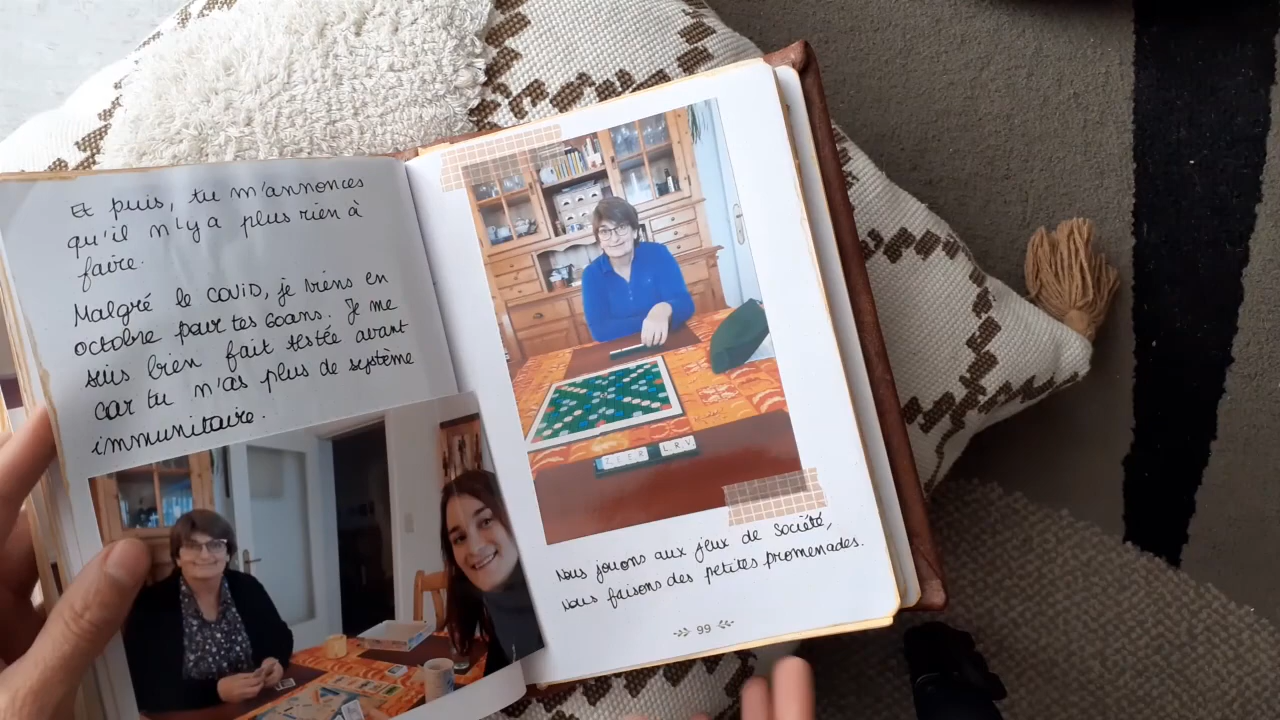 Et puis, tu m'annonces
qu'il n'y a plus rien à
faire.
Malgré le COVID, je viens en
octobre pour tes 60ans. Je me
suis bien fait testée avant
car tu n'as plus de système
immunitaire.
Z E E R L R V
Nous jouons aux jeux de société,
Nous faisons des petites promenades.
99